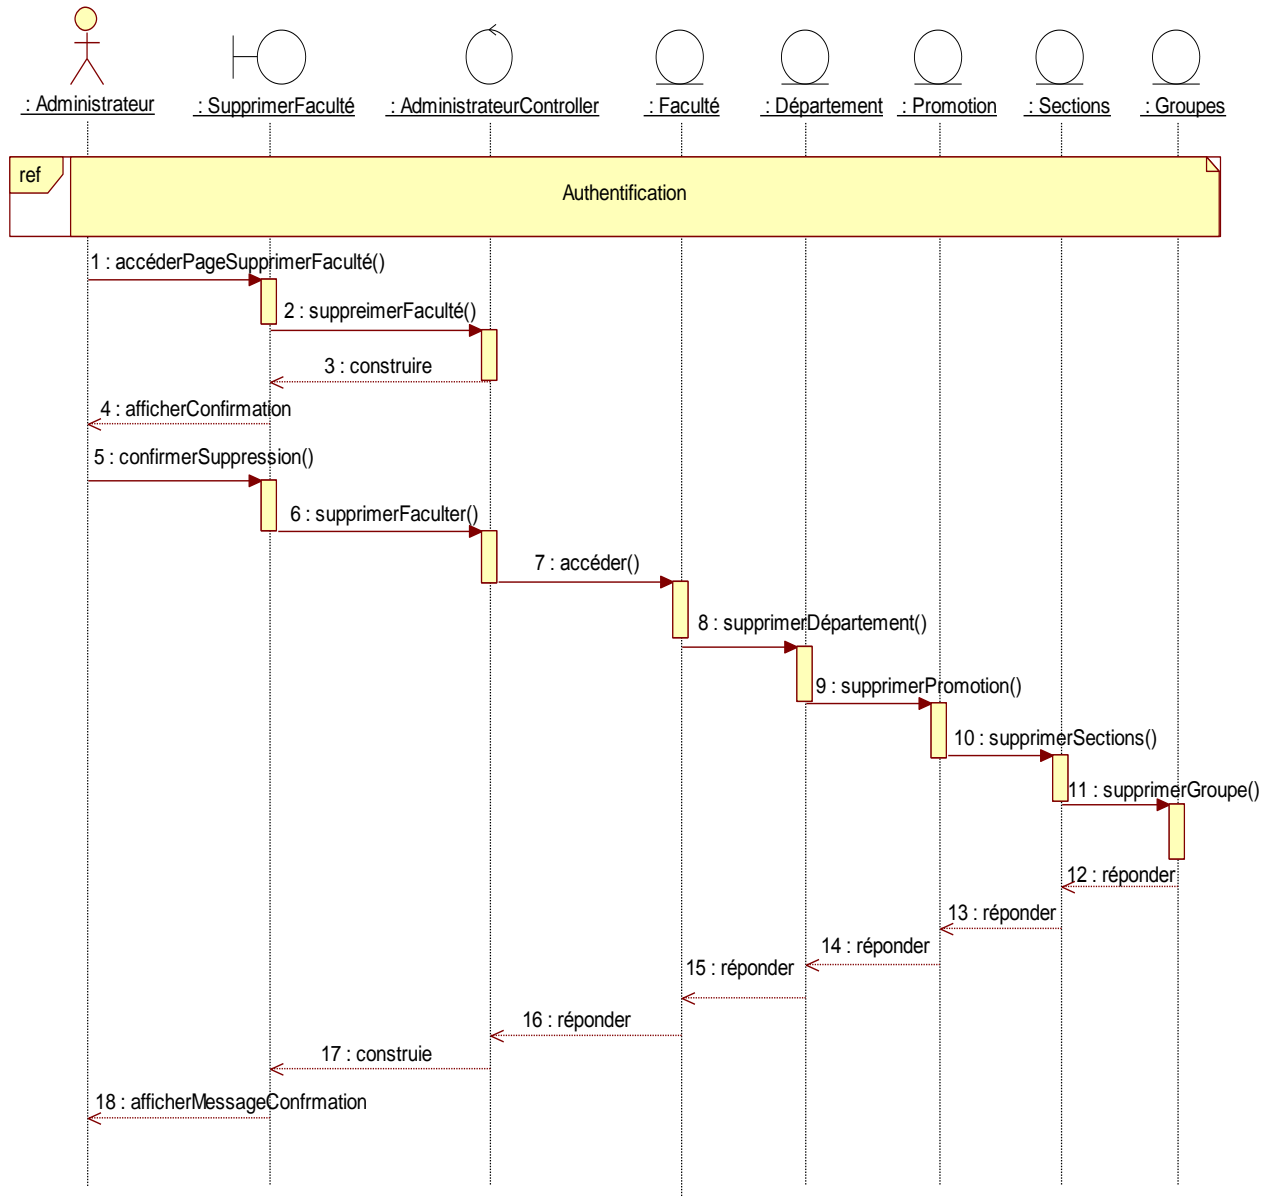 : Administrateur
: SupprimerFaculté
: AdministrateurController
: Faculté
: Département
: Promotion
: Sections
: Groupes
ref
Authentification
1 : accéderPageSupprimerFaculté()
2 : suppreimerFaculté()
3 : construire
4 : afficherConfirmation
5 : confirmerSuppression()
6 : supprimerFaculter()
7 : accéder()
8 : supprimerDépartement()
9 : supprimerPromotion()
10 : supprimerSections()
11 : supprimerGroupe()
12 : réponder
13 : réponder
14 : réponder
15 : réponder
16 : réponder
17 : construie
18 : afficherMessageConfrmation